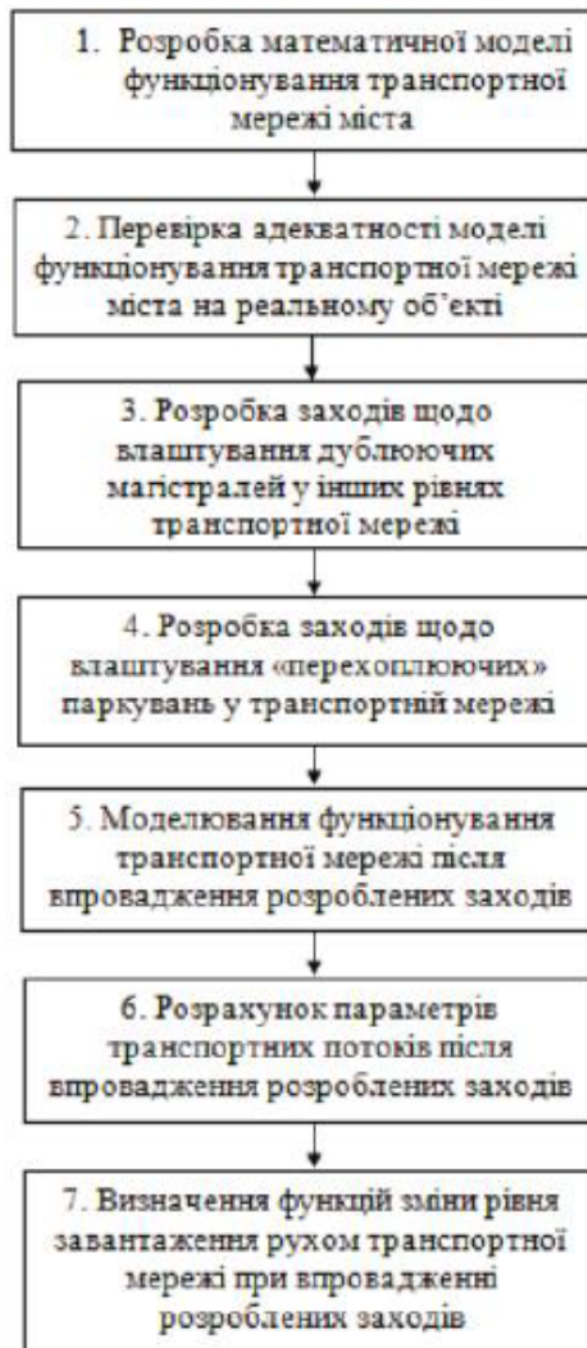 1. Розробка математичної моделі
функціонування транспортної
мережі міста
2. Перевірка адекватності моделі
функціонування транспортної мережі
міста на реальному об’єкті
3. Розробка заходів щодо
влаштування дублюючих
магістралей у інших рівнях
транспортної мережі
4. Розробка заходів щодо
влаштування «перехоплюючих»
паркувань у транспортній мережі
5. Моделювання функціонування
транспортної мережі після
впровадження розроблених заходів
6. Розрахунок параметрів
транспортних потоків після
впровадження розроблених заходів
7. Визначення функцій зміни рівня
завантаження рухом транспортної
мережі при впровадженні
розроблених заходів